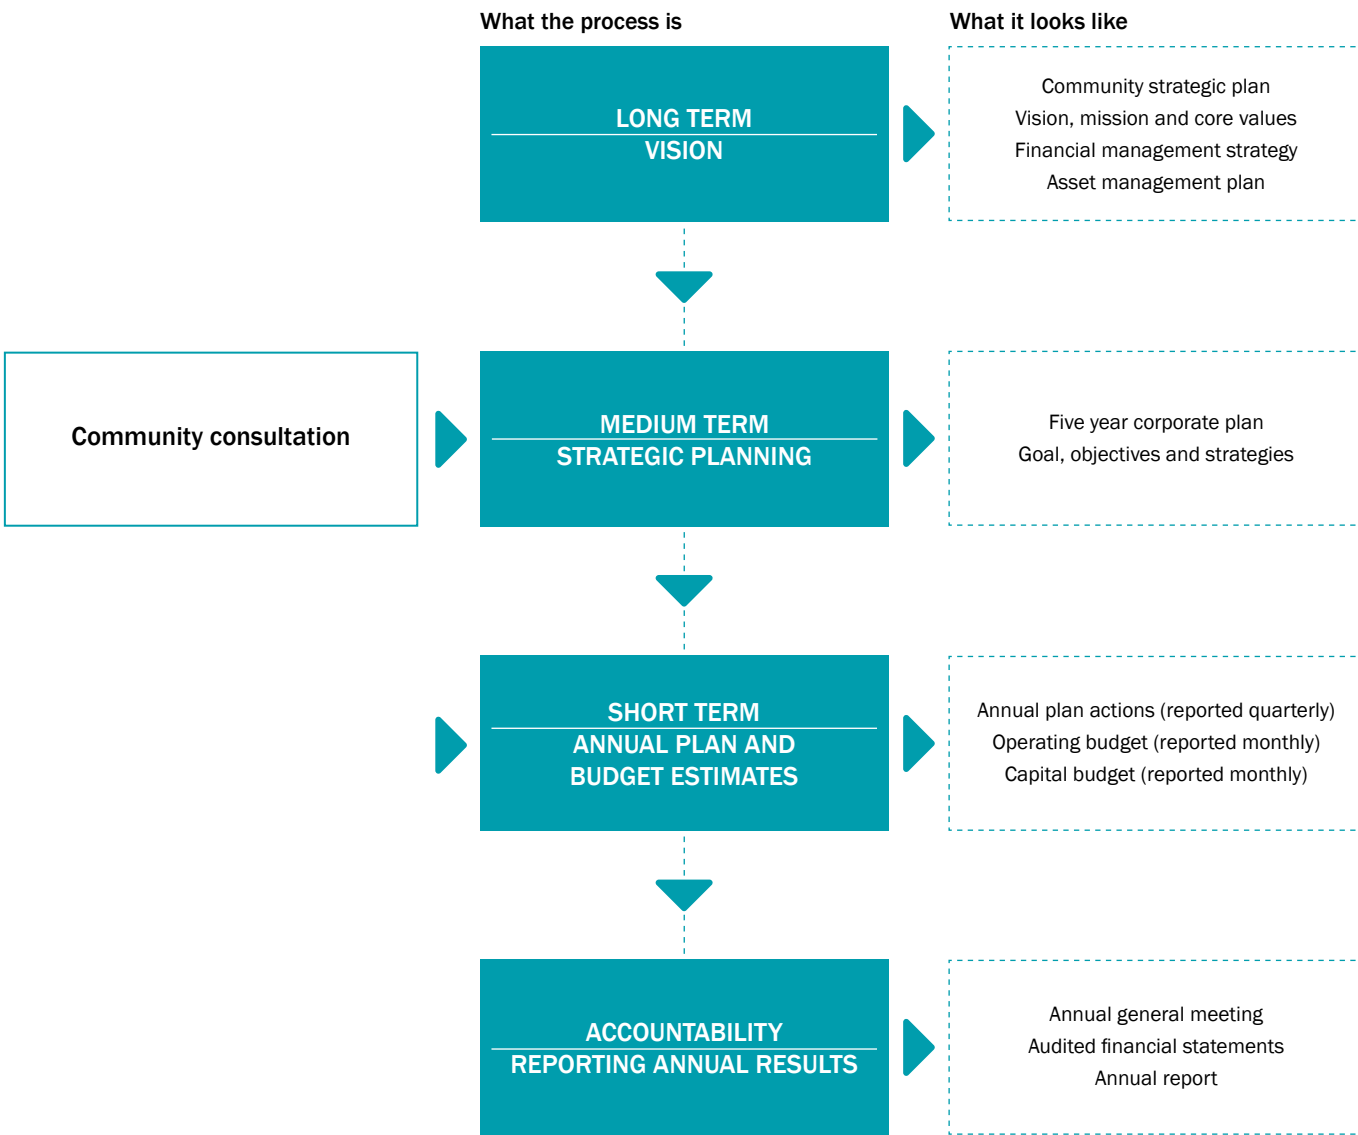 What the process is
What it looks like
LONG TERM
VISION
Community strategic plan
Vision, mission and core values
Financial management strategy
Asset management plan
Community consultation
MEDIUM TERM
STRATEGIC PLANNING
Five year corporate plan
Goal, objectives and strategies
SHORT TERM
ANNUAL PLAN AND
BUDGET ESTIMATES
Annual plan actions (reported quarterly)
Operating budget (reported monthly)
Capital budget (reported monthly)
ACCOUNTABILITY
REPORTING ANNUAL RESULTS
Annual general meeting
Audited financial statements
Annual report